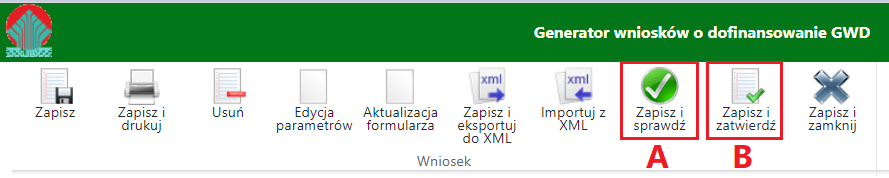 Generator wniosków o dofinansowanie GWD
Zapisz
Zapisz i
drukuj
Usuń
Edycja
parametrów
Aktualizacja
formularza
xml
Zapisz i
eksportuj
do XML
xml
Importuj z
XML
Zapisz i
sprawdź
Zapisz i
zatwierdź
Zapisz i
zamknij
A
B
Wniosek